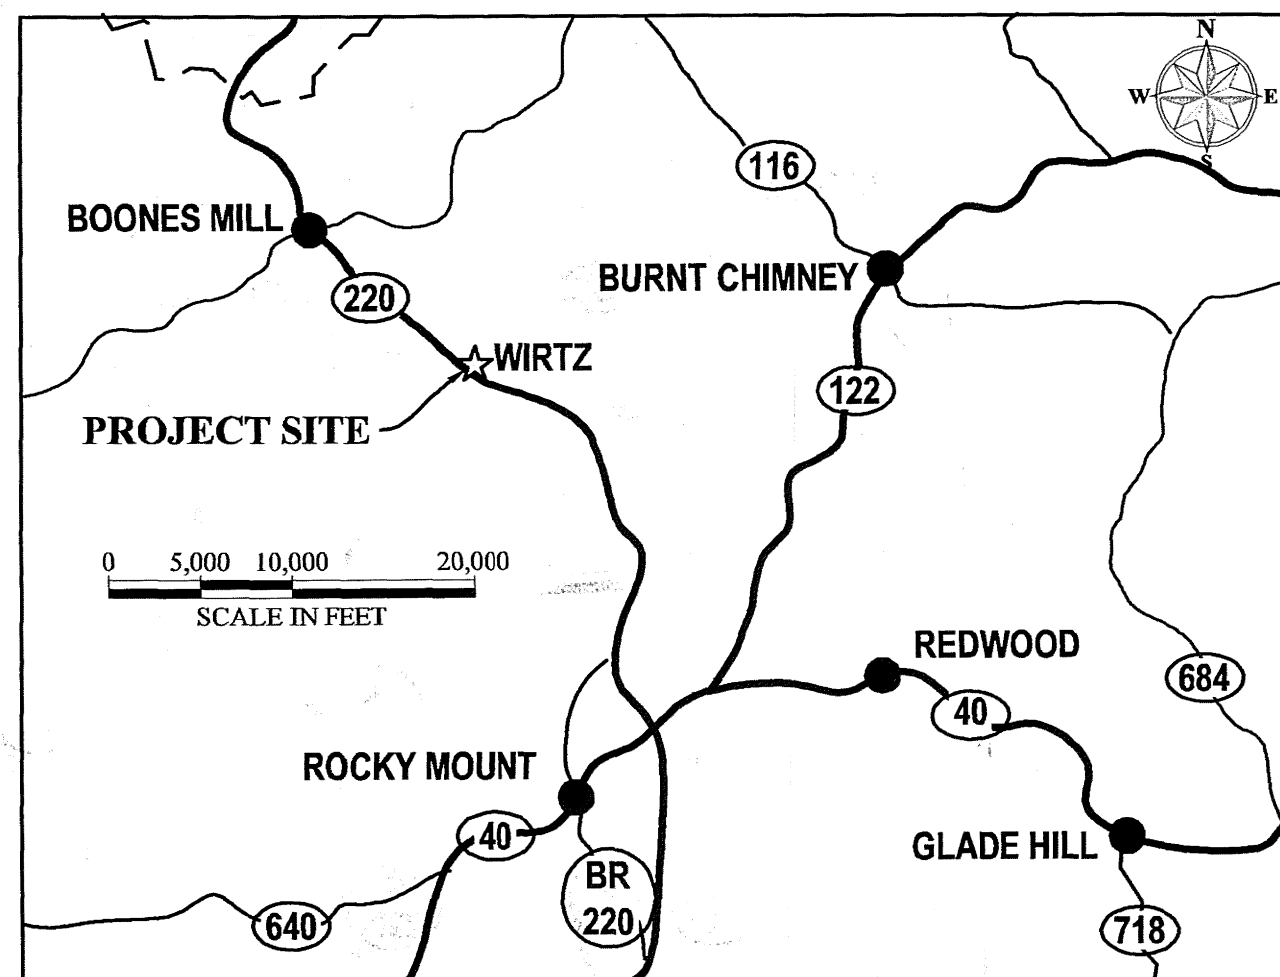 N
W E
S
116
BOONES MILL
220
BURNT CHIMNEY
WIRTZ
122
PROJECT SITE
0 5,000 10,000 20,000
SCALE IN FEET
REDWOOD
684
40
ROCKY MOUNT
40
GLADE HILL
BR
220
640
718